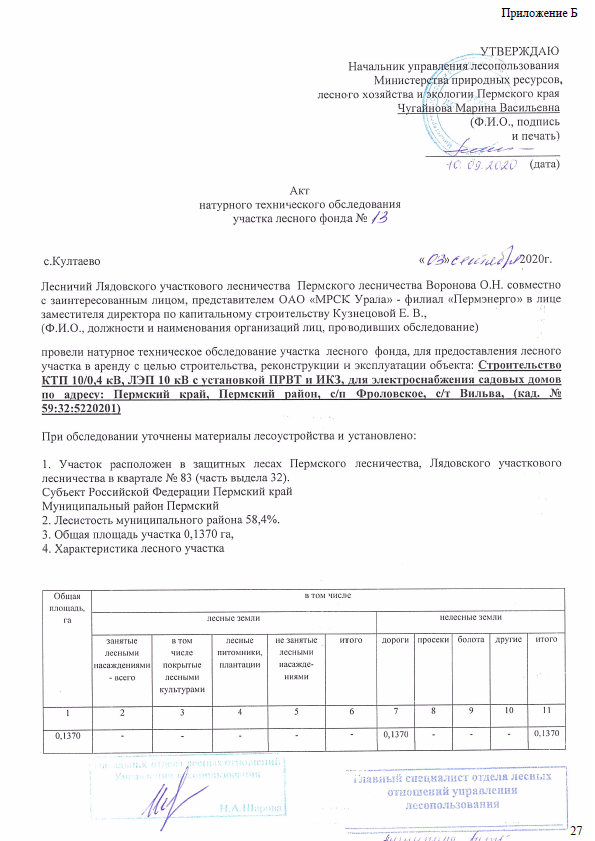 Приложение Б
УТВЕРЖДАЮ
Начальник управления лесопользования
Министерства природных ресурсов,
лесного хозяйства и экологии Пермского края
Чугайнова Марина Васильевна
(Ф.И.О., подпись
и печать)
10.09.2020 (дата)
Акт
натурного технического обследования
участка лесного фонда № 13
с.Култаево «03» сентября 2020г.
Лесничий Лядовского участкового лесничества Пермского лесничества Воронова О.Н. совместно
с заинтересованным лицом, представителем ОАО «МРСК Урала» - филиал «Пермэнерго» в лице
заместителя директора по капитальному строительству Кузнецовой Е. В.,
(Ф.И.О., должности и наименования организаций лиц, проводивших обследование)
провели натурное техническое обследование участка лесного фонда, для предоставления лесного
участка в аренду с целью строительства, реконструкции и эксплуатации объекта: Строительство
КТП 10/0,4 кВ, ЛЭП 10 кВ с установкой ПРВТ и ИКЗ, для электроснабжения садовых домов
по адресу: Пермский край, Пермский район, с/п Фроловское, с/т Вильва, (кад. №
59:32:5220201)
При обследовании уточнены материалы лесоустройства и установлено:
1. Участок расположен в защитных лесах Пермского лесничества, Лядовского участкового
лесничества в квартале № 83 (часть выдела 32).
Субъект Российской Федерации Пермский край
Муниципальный район Пермский
2. Лесистость муниципального района 58,4%.
3. Общая площадь участка 0,1370 га,
4. Характеристика лесного участка
Общая площадь, га в том числе
лесные земли нелесные земли
занятые лесными насаждениями - всего в том числе покрытые лесными культурами лесные питомники, плантации не занятые лесными насажде-ниями итого дороги просеки болота другие итого
1 2 3 4 5 6 7 8 9 10 11
0,1370 - - - - - 0,1370 - - - 0,1370
отдела лесных отношений
Управления лесопользования
И.А.Шарова
Главный специалист отдела лесных
отношений управления
лесопользования
27